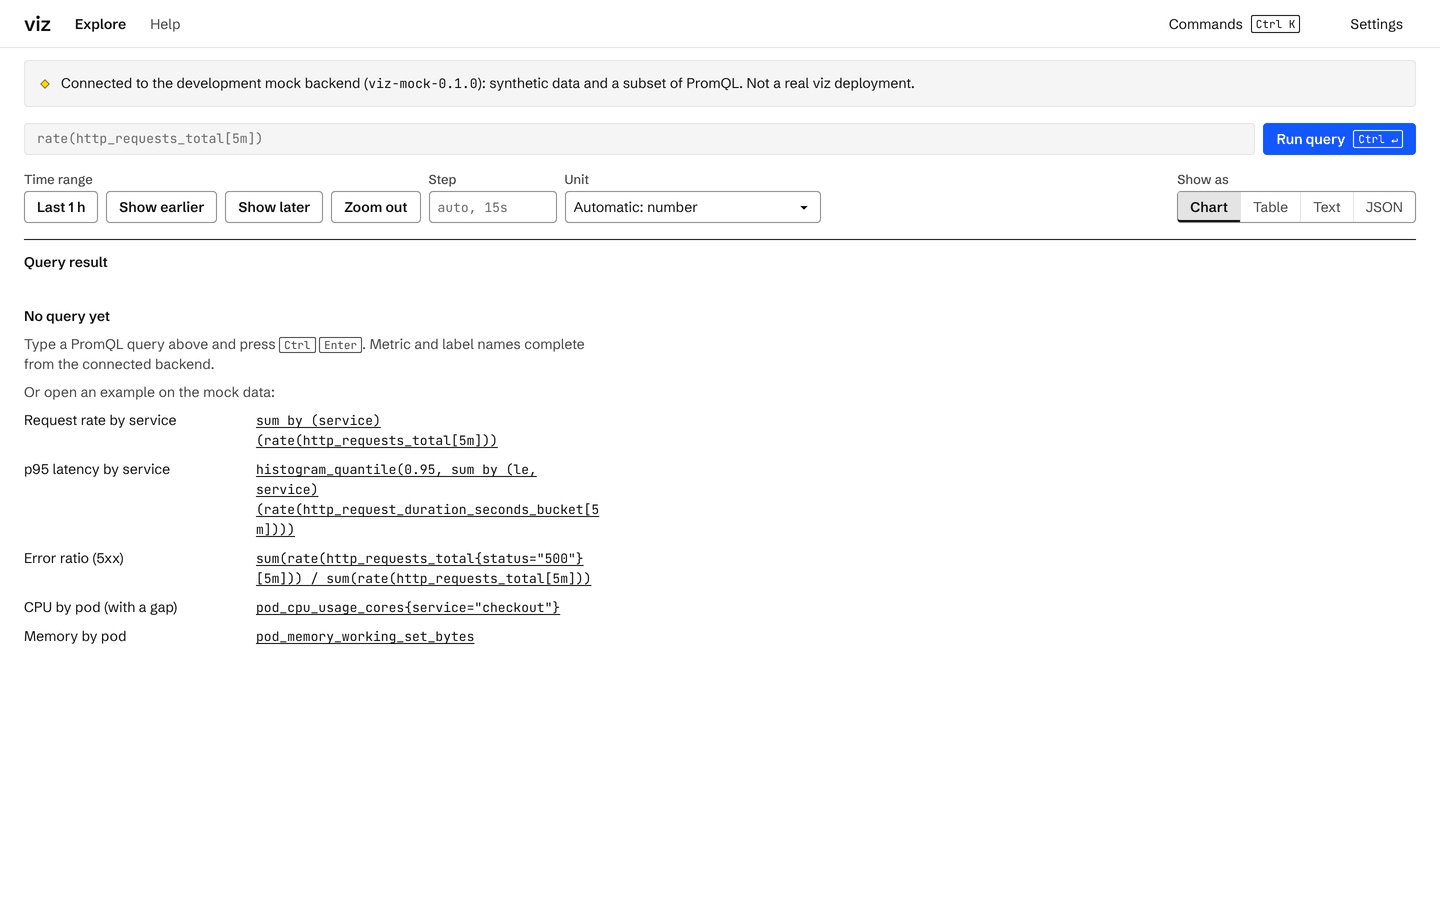 viz Explore Help Commands Ctrl K Settings
Connected to the development mock backend (viz-mock-0.1.0): synthetic data and a subset of PromQL. Not a real viz deployment.
rate(http_requests_total[5m]) Run query Ctrl ↵
Time range Step Unit Show as
Last 1 h Show earlier Show later Zoom out auto, 15s Automatic: number Chart Table Text JSON
Query result
No query yet
Type a PromQL query above and press Ctrl Enter. Metric and label names complete
from the connected backend.
Or open an example on the mock data:
Request rate by service sum by (service)
(rate(http_requests_total[5m]))
p95 latency by service histogram_quantile(0.95, sum by (le,
service)
(rate(http_request_duration_seconds_bucket[5
m])))
Error ratio (5xx) sum(rate(http_requests_total{status="500"}
[5m])) / sum(rate(http_requests_total[5m]))
CPU by pod (with a gap) pod_cpu_usage_cores{service="checkout"}
Memory by pod pod_memory_working_set_bytes